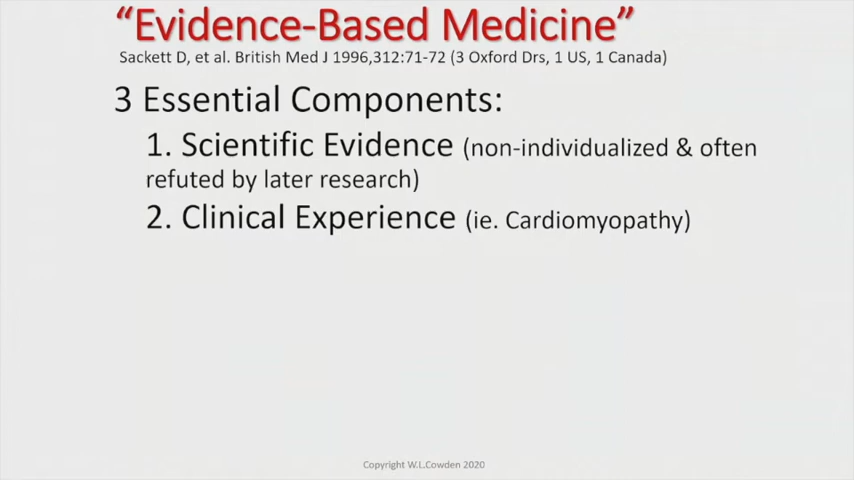 “Evidence-Based Medicine”
Sackett D, et al. British Med J 1996,312:71-72 (3 Oxford Drs, 1 US, 1 Canada)
3 Essential Components:
1. Scientific Evidence (non-individualized & often
refuted by later research)
2. Clinical Experience (ie. Cardiomyopathy)
Copyright W.L.Cowden 2020